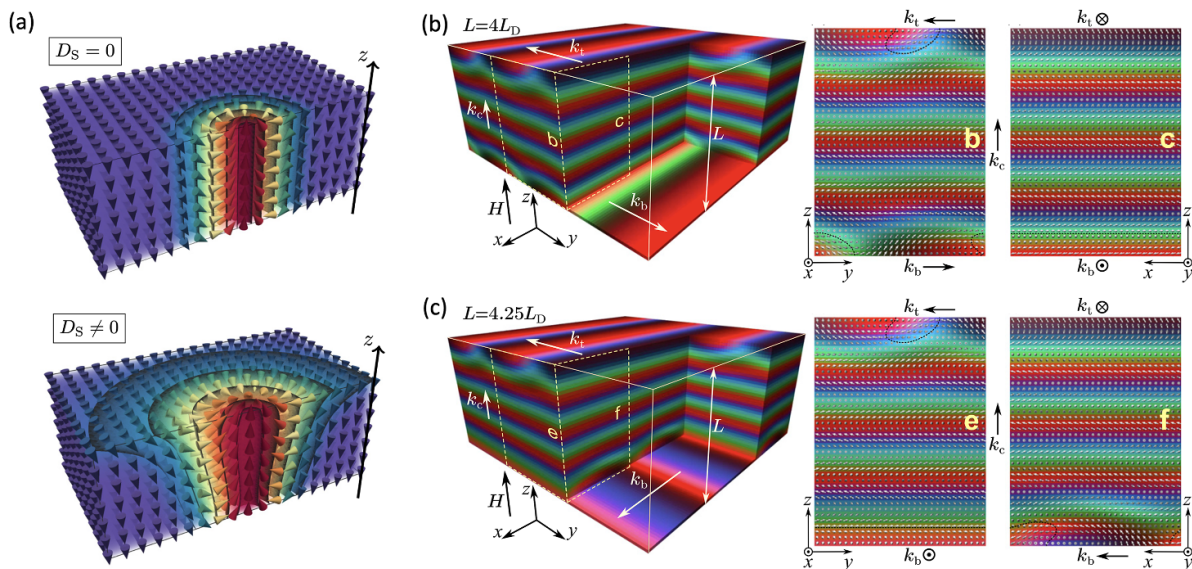 (a)
D_S = 0
z
D_S ≠ 0
z
(b)
L=4L_D
k_t
k_c
b
c
L
H
z
x
y
k_b
k_t
k_t ⊗
b
k_c
c
z
z
x
y
k_b
k_b ⊙
x
y
(c)
L=4.25L_D
k_t
k_c
e
f
L
H
z
x
y
k_b
k_t
k_t ⊗
e
k_c
f
z
z
x
y
k_b ⊙
k_b
x
y